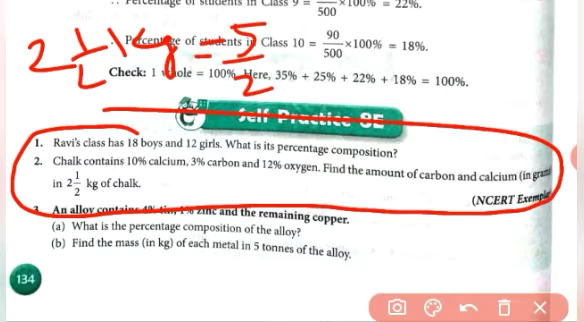 Percentage of students in Class 9 = ×100% = 22%.
500
2 1/2 kg = 5/2
Percentage of students in Class 10 = 90/500 ×100% = 18%.
Check: 1 whole = 100%. Here, 35% + 25% + 22% + 18% = 100%.
Self Practice 8E
1. Ravi's class has 18 boys and 12 girls. What is its percentage composition?
2. Chalk contains 10% calcium, 3% carbon and 12% oxygen. Find the amount of carbon and calcium (in grams)
in 2 1/2 kg of chalk.
(NCERT Exemplar
3. An alloy contains zinc and the remaining copper.
(a) What is the percentage composition of the alloy?
(b) Find the mass (in kg) of each metal in 5 tonnes of the alloy.
134